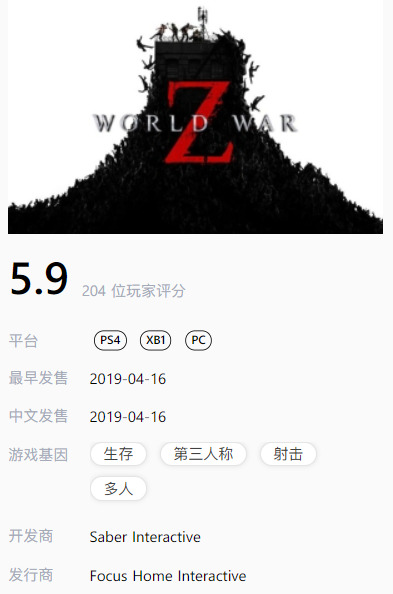 WORLD WAR
Z
5.9 204 位玩家评分
平台 PS4 XB1 PC
最早发售 2019-04-16
中文发售 2019-04-16
游戏基因 生存 第三人称 射击
多人
开发商 Saber Interactive
发行商 Focus Home Interactive